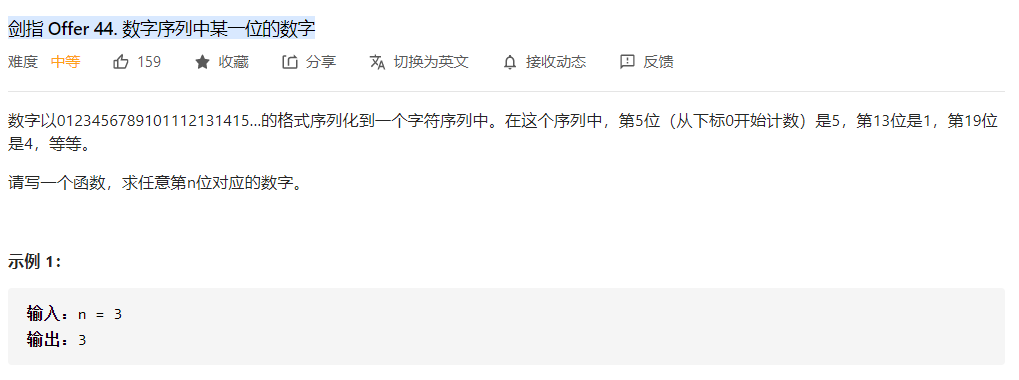 剑指 Offer 44. 数字序列中某一位的数字
难度 中等 159 收藏 分享 切换为英文 接收动态 反馈
数字以0123456789101112131415…的格式序列化到一个字符序列中。在这个序列中，第5位（从下标0开始计数）是5，第13位是1，第19位
是4，等等。
请写一个函数，求任意第n位对应的数字。
示例 1：
输入：n = 3
输出：3